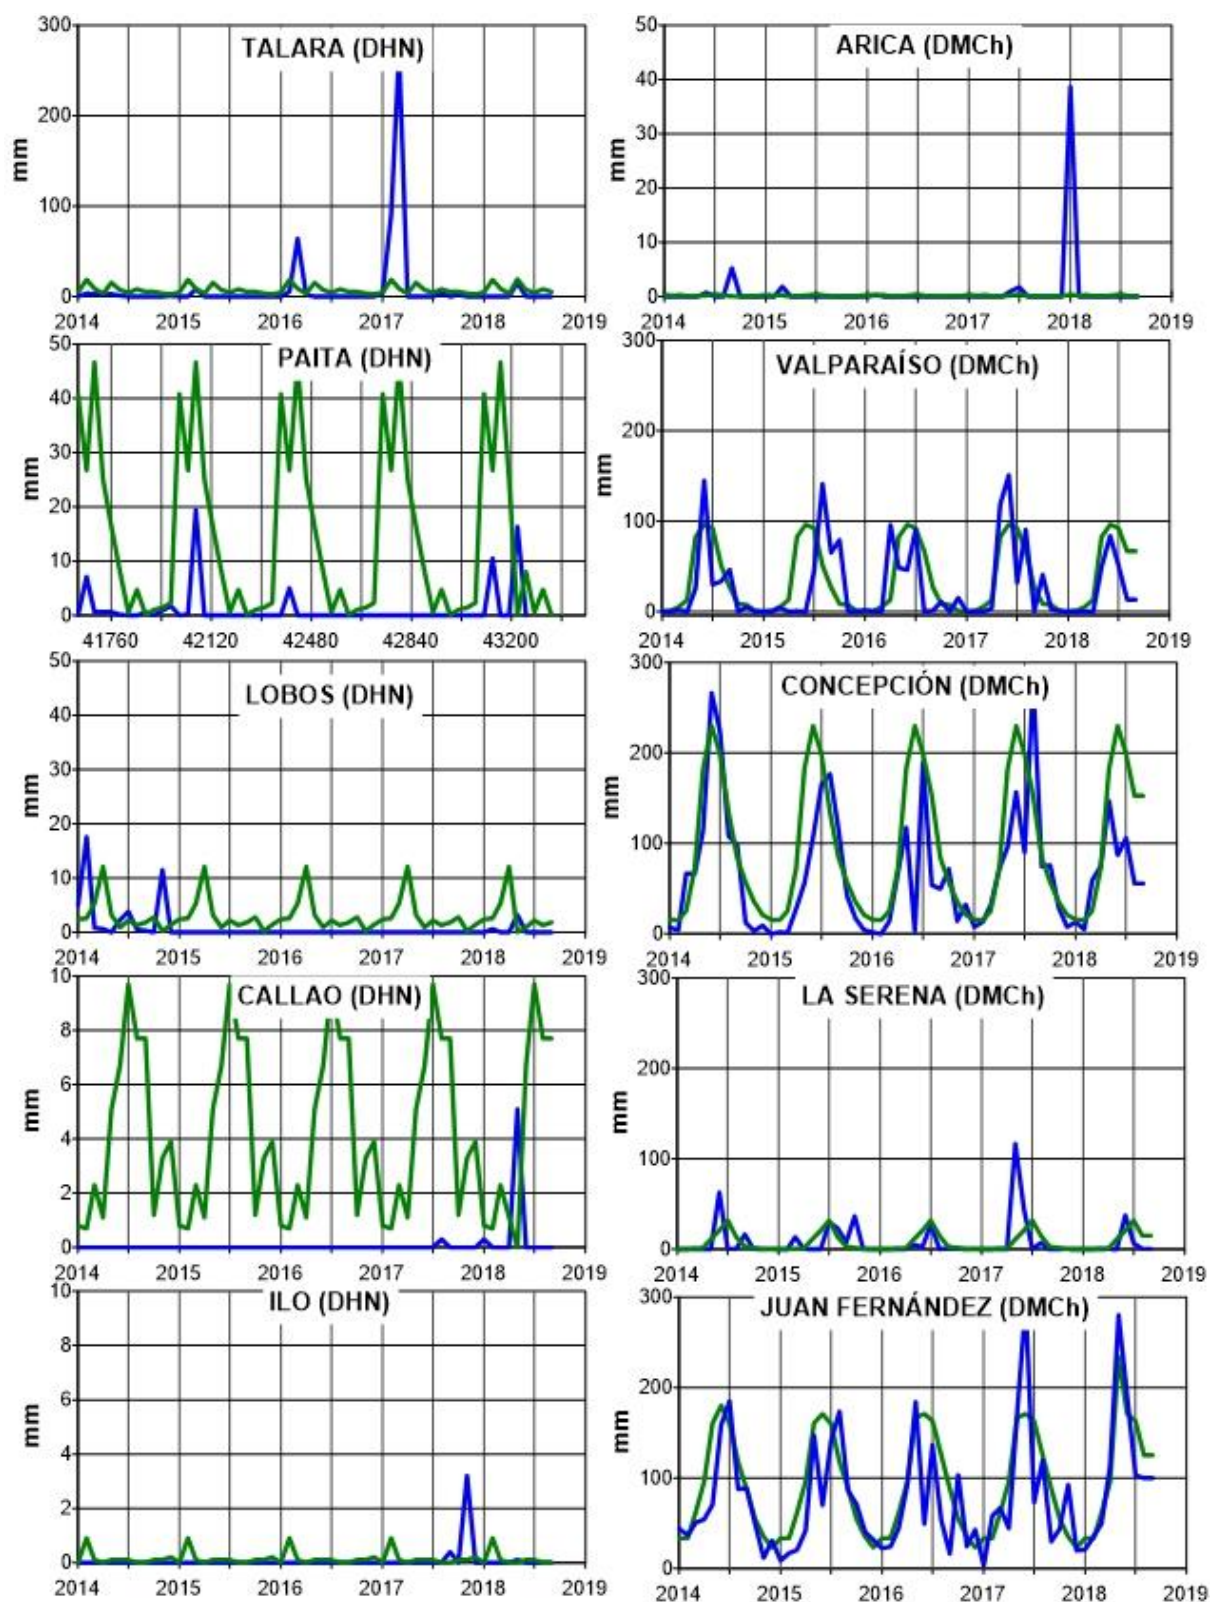 TALARA (DHN)
300
200
100
0
mm
2014 2015 2016 2017 2018 2019
ARICA (DMCh)
50
40
30
20
10
0
mm
2014 2015 2016 2017 2018 2019
PAITA (DHN)
50
40
30
20
10
0
mm
41760 42120 42480 42840 43200
VALPARAÍSO (DMCh)
300
200
100
0
mm
2014 2015 2016 2017 2018 2019
LOBOS (DHN)
50
40
30
20
10
0
mm
2014 2015 2016 2017 2018 2019
CONCEPCIÓN (DMCh)
300
200
100
0
mm
2014 2015 2016 2017 2018 2019
CALLAO (DHN)
10
8
6
4
2
0
mm
2014 2015 2016 2017 2018 2019
LA SERENA (DMCh)
300
200
100
0
mm
2014 2015 2016 2017 2018 2019
ILO (DHN)
10
8
6
4
2
0
mm
2014 2015 2016 2017 2018 2019
JUAN FERNÁNDEZ (DMCh)
300
200
100
0
mm
2014 2015 2016 2017 2018 2019